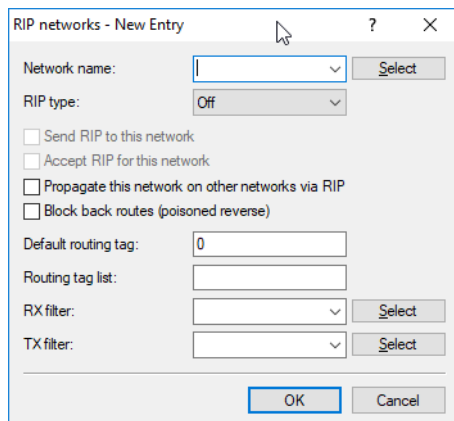 RIP networks - New Entry ?
Network name: Select
RIP type: Off
Send RIP to this network
Accept RIP for this network
Propagate this network on other networks via RIP
Block back routes (poisoned reverse)
Default routing tag: 0
Routing tag list:
RX filter: Select
TX filter: Select
OK Cancel